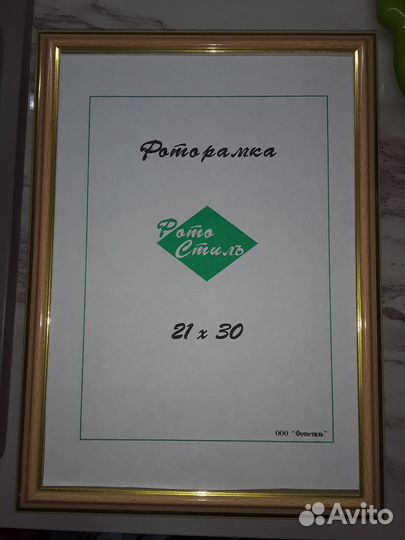 Фоторамка
Фото
Стиль
21 x 30
ООО "Фотостиль"
Avito